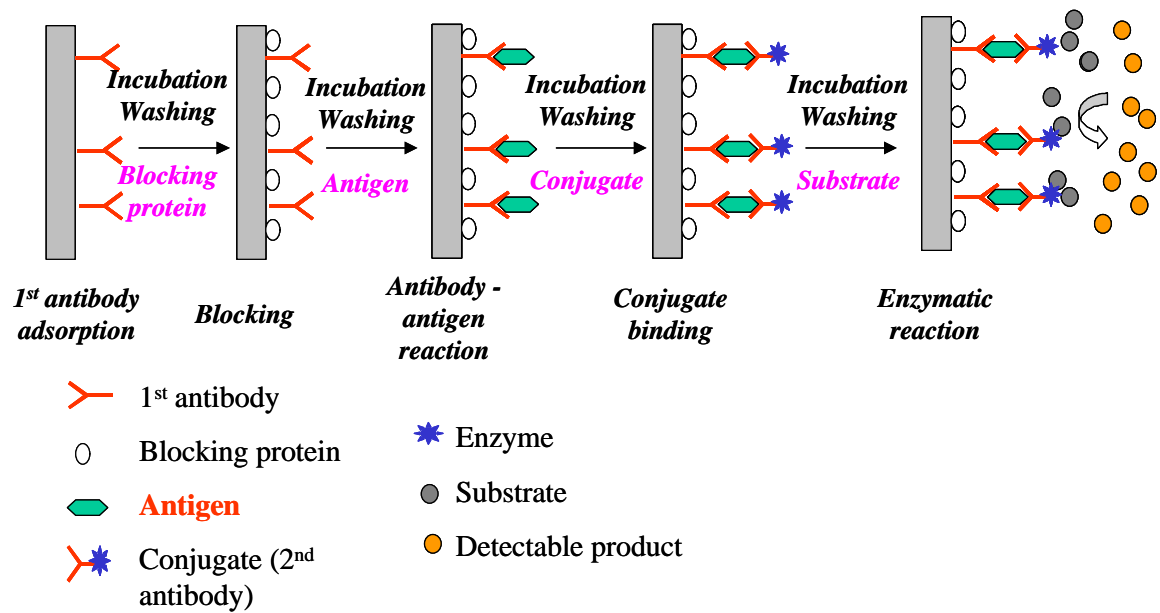 Incubation
Washing
Blocking
protein
Incubation
Washing
Antigen
Incubation
Washing
Conjugate
Incubation
Washing
Substrate
1st antibody
adsorption
Blocking
Antibody -
antigen
reaction
Conjugate
binding
Enzymatic
reaction
1st antibody
Blocking protein
Antigen
Conjugate (2nd
antibody)
Enzyme
Substrate
Detectable product